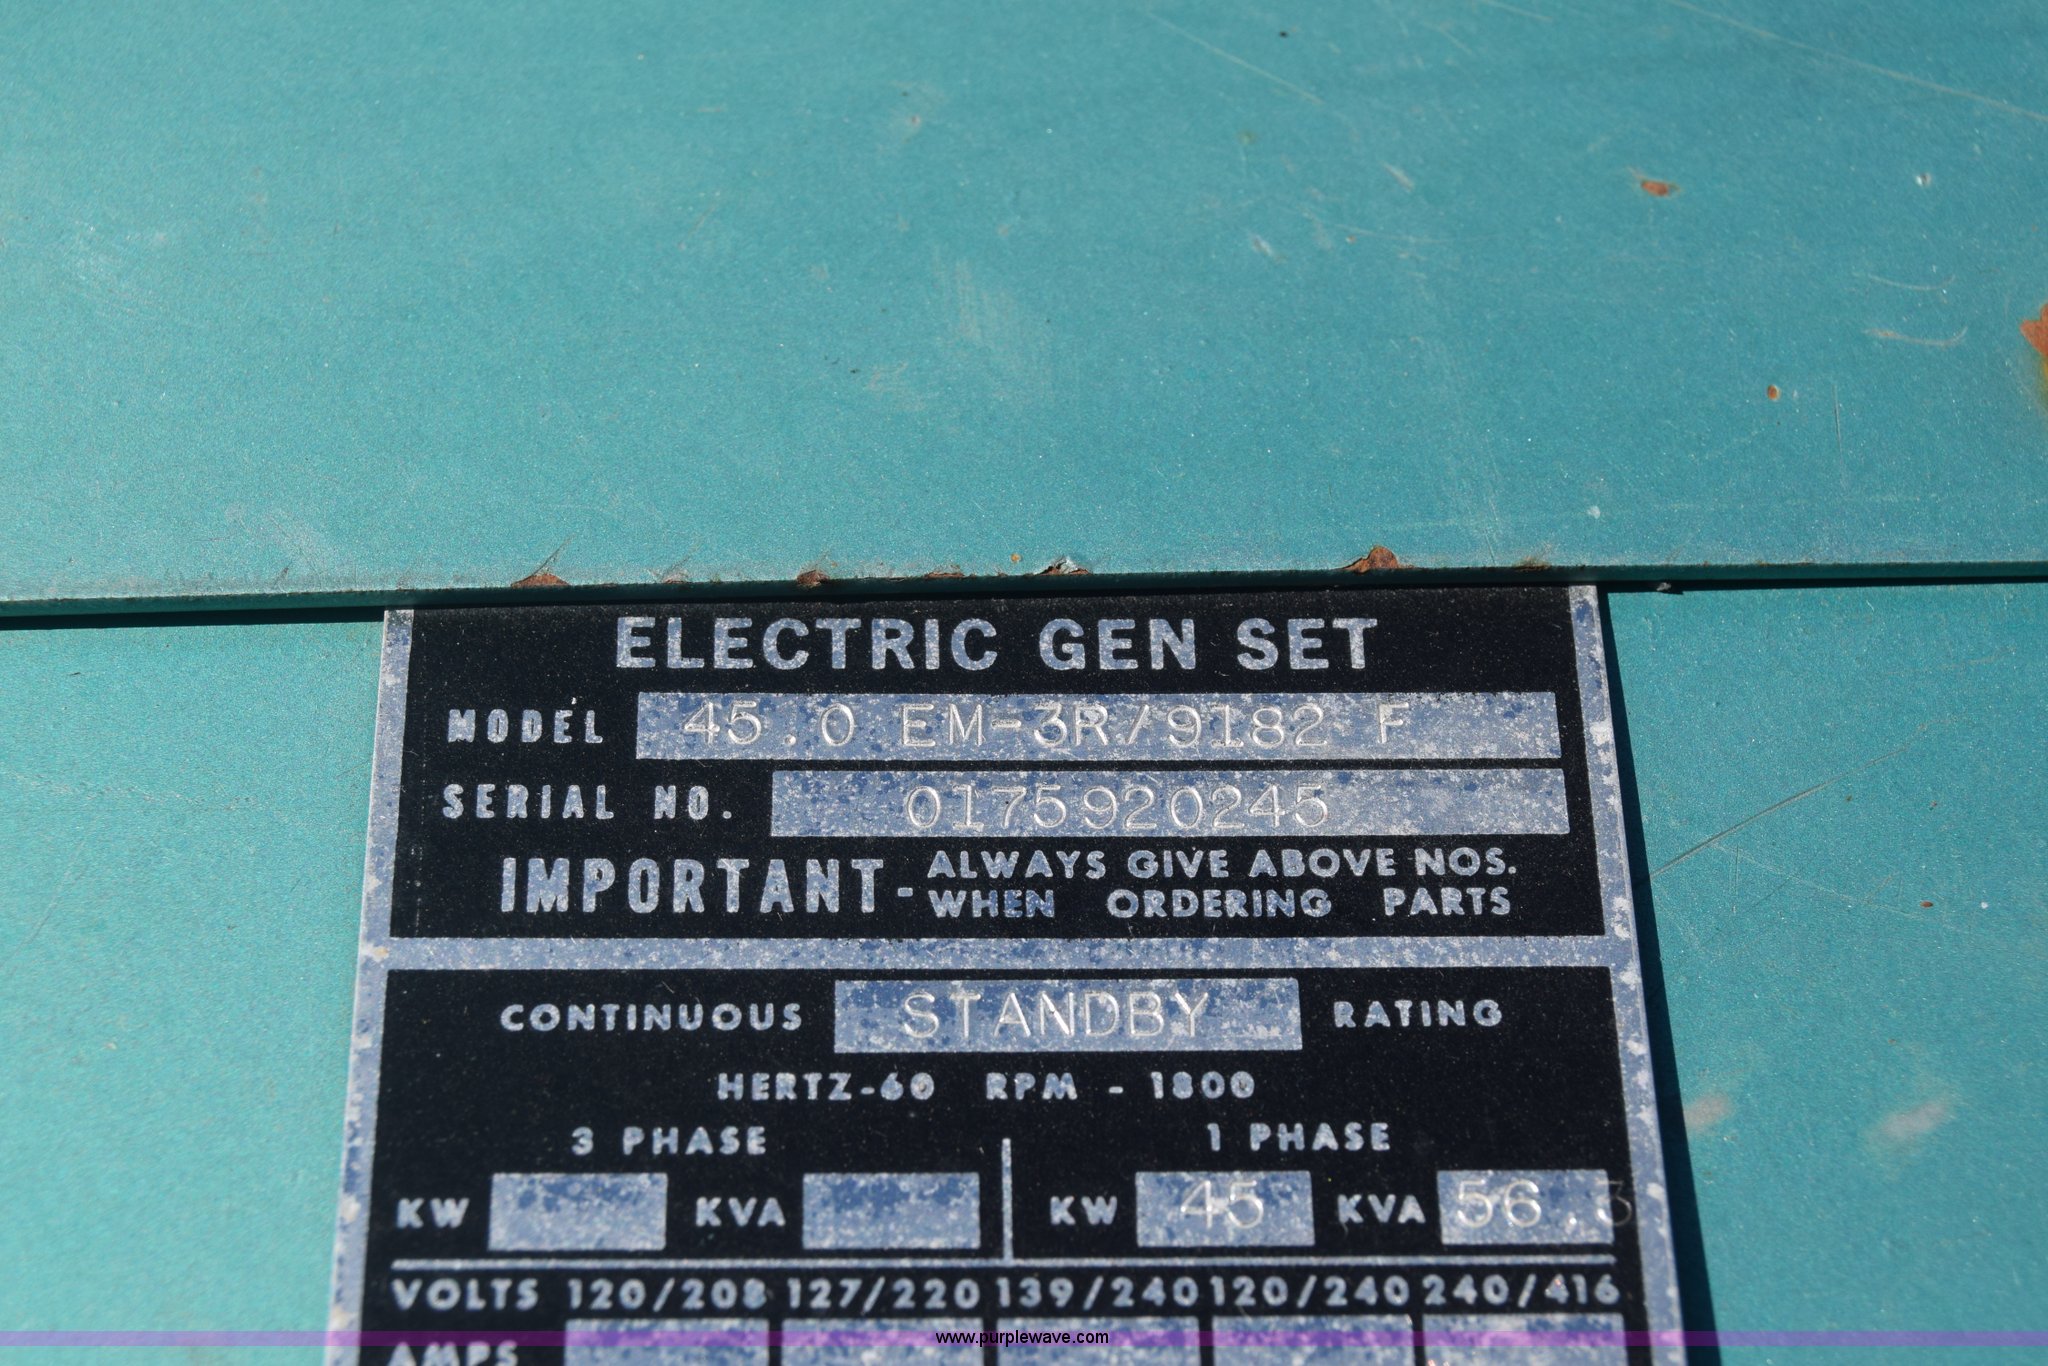 ELECTRIC GEN SET
MODEL 45.0 EM-3R/9182 F
SERIAL NO. 0175920245
IMPORTANT- ALWAYS GIVE ABOVE NOS.
WHEN ORDERING PARTS
CONTINUOUS STANDBY RATING
HERTZ-60 RPM - 1800
3 PHASE 1 PHASE
KW KVA KW 45 KVA 56.3
VOLTS 120/208 127/220 139/240 120/240 240/416
AMPS
www.purplewave.com